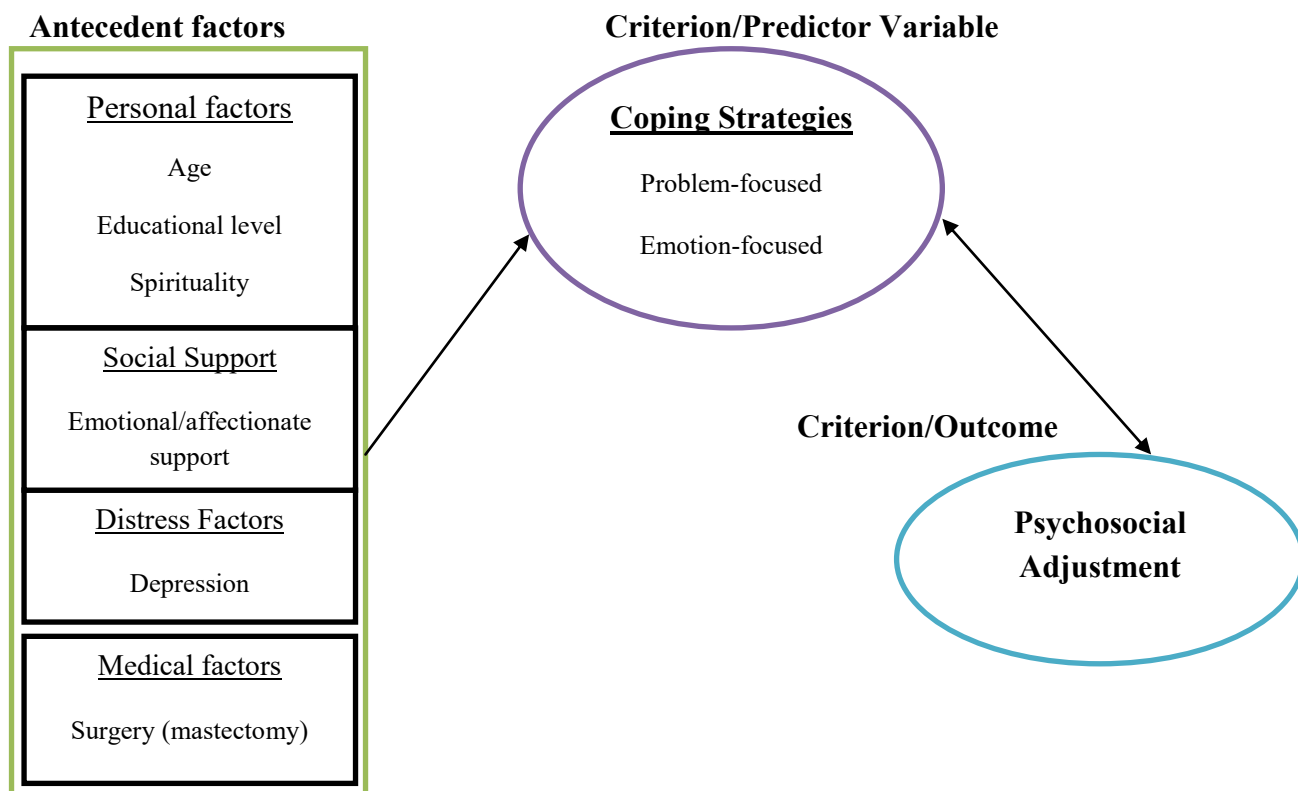 Antecedent factors
Personal factors
Age
Educational level
Spirituality
Social Support
Emotional/affectionate
support
Distress Factors
Depression
Medical factors
Surgery (mastectomy)
Criterion/Predictor Variable
Coping Strategies
Problem-focused
Emotion-focused
Criterion/Outcome
Psychosocial
Adjustment